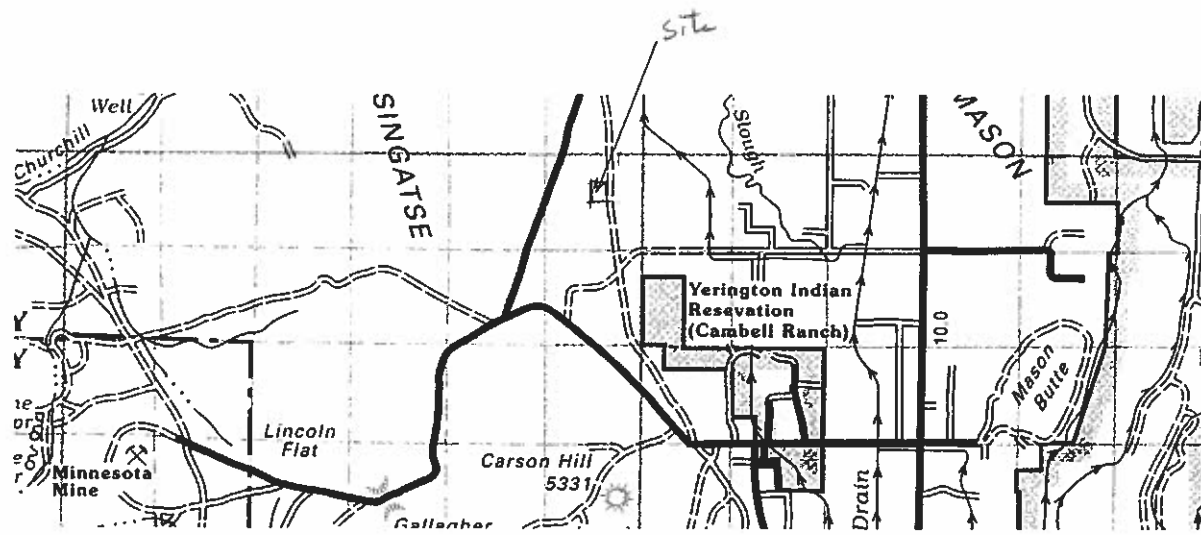 Site
Well
Churchill
SINGATSE
Slough
MASON
Yerington Indian
Resevation
(Cambell Ranch)
10.0
Mason
Butte
Lincoln
Flat
Carson Hill
5331
Minnesota
Mine
Gallagher
Drain